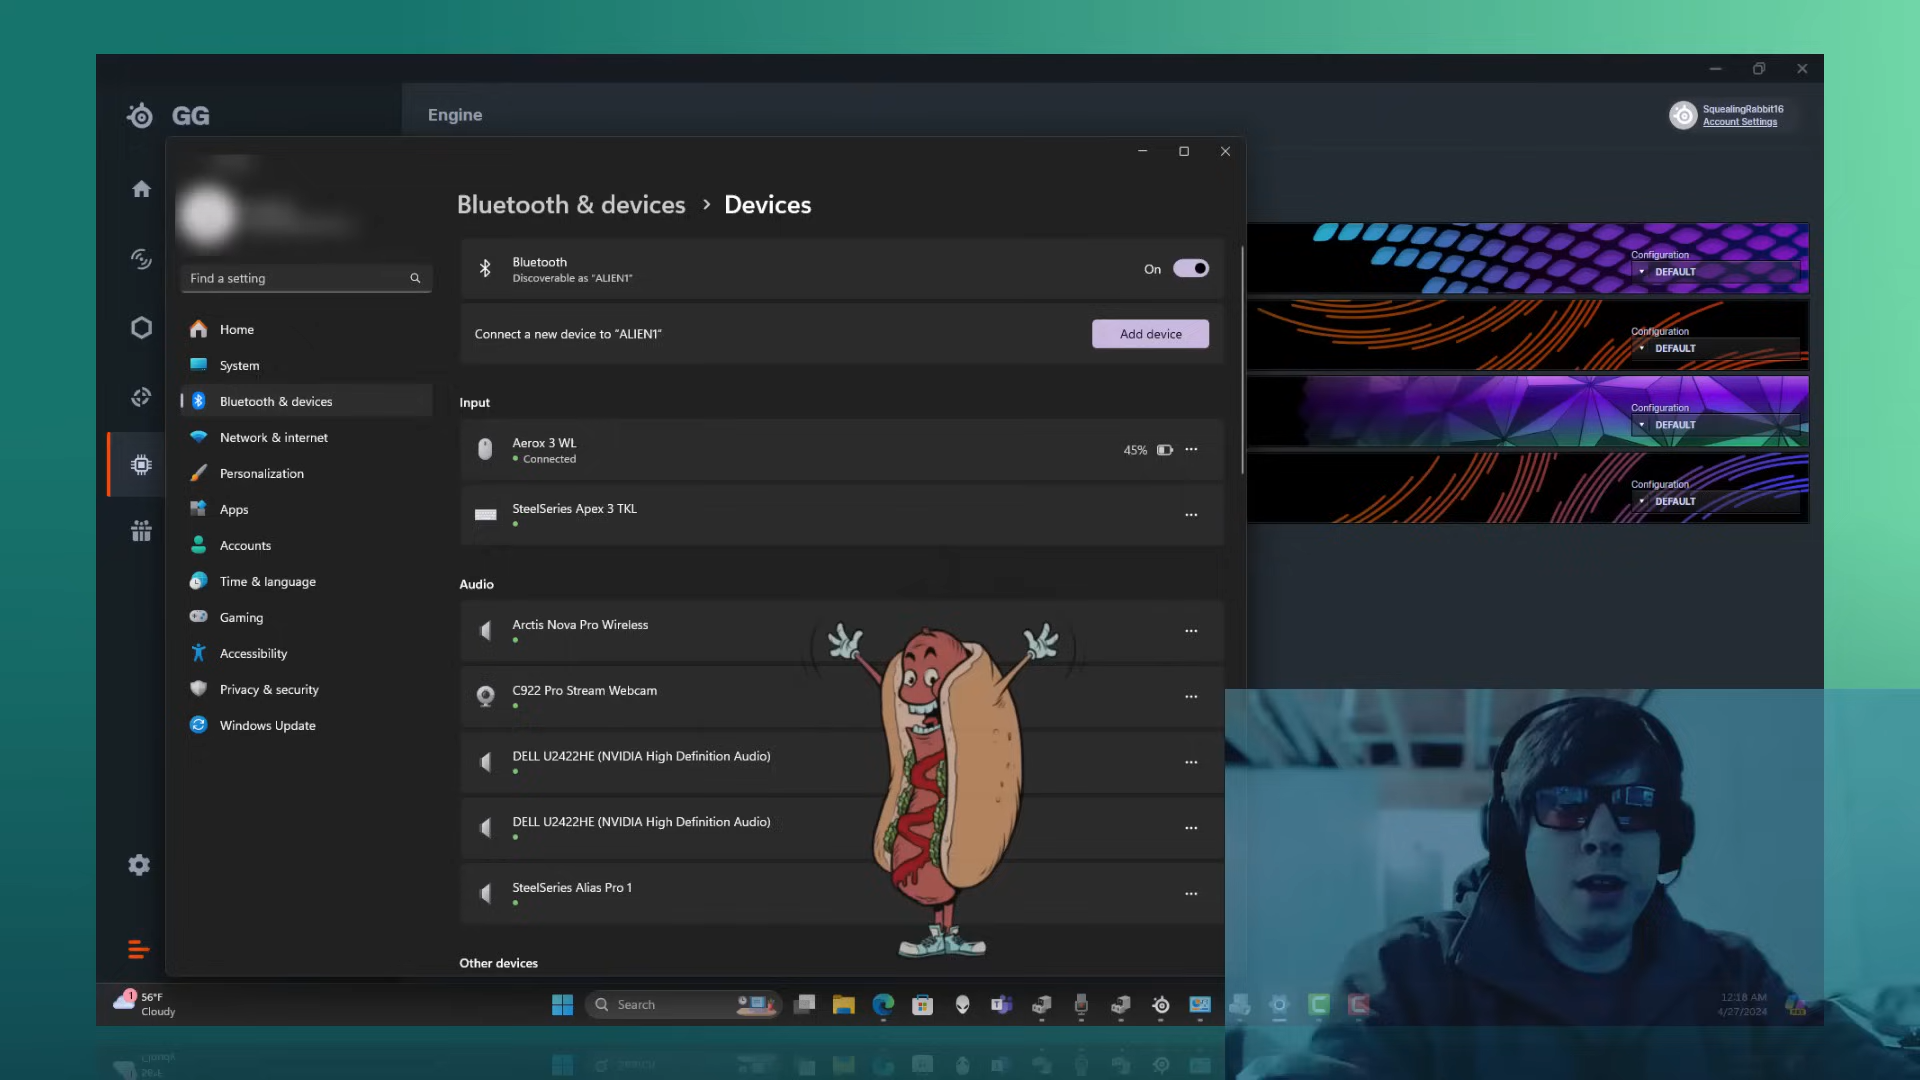 GG
Engine
SquealingRabbit16
Account Settings
Bluetooth & devices > Devices
Find a setting
Home
System
Bluetooth & devices
Network & internet
Personalization
Apps
Accounts
Time & language
Gaming
Accessibility
Privacy & security
Windows Update
Bluetooth
Discoverable as "ALIEN1"
On
Connect a new device to "ALIEN1"
Add device
Input
Aerox 3 WL
Connected
45%
SteelSeries Apex 3 TKL
Audio
Arctis Nova Pro Wireless
C922 Pro Stream Webcam
DELL U2422HE (NVIDIA High Definition Audio)
DELL U2422HE (NVIDIA High Definition Audio)
SteelSeries Alias Pro 1
Other devices
Configuration
DEFAULT
Configuration
DEFAULT
Configuration
DEFAULT
Configuration
DEFAULT
1
56°F
Cloudy
Search
12:18 AM
4/27/2024